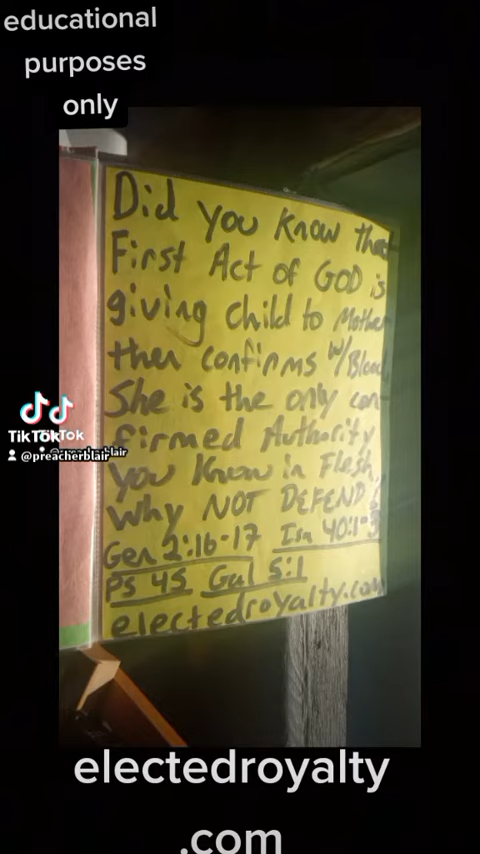 educational
purposes
only
Did you know that
First Act of GOD is
giving child to Mother
then confirms w/Blood
She is the only con-
firmed Authority
you know in Flesh
why NOT DEFEND
Gen 2:16-17 Isa 40:1-3
Ps 45 Gal 5:1
electedroyalty.com
TikTok
@preacherblair
electedroyalty
.com